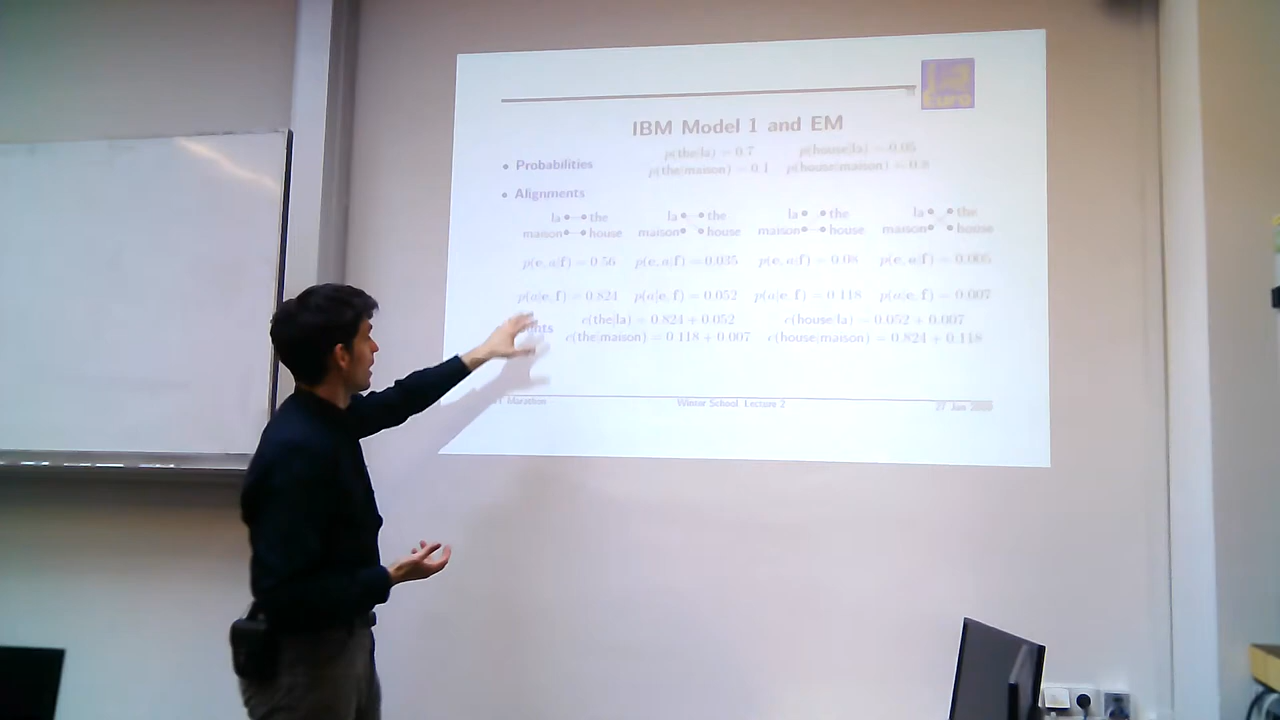 Euro
IBM Model 1 and EM
• Probabilities p(the|la) = 0.7 p(house|la) = 0.05
p(the|maison) = 0.1 p(house|maison) = 0.8
• Alignments
la the la the la the la the
maison house maison house maison house maison house
p(e, a|f) = 0.56 p(e, a|f) = 0.035 p(e, a|f) = 0.08 p(e, a|f) = 0.005
p(a|e, f) = 0.824 p(a|e, f) = 0.052 p(a|e, f) = 0.118 p(a|e, f) = 0.007
c(the|la) = 0.824 + 0.052 c(house|la) = 0.052 + 0.007
c(the|maison) = 0.118 + 0.007 c(house|maison) = 0.824 + 0.118
Marathon Winter School, Lecture 2 27 Jan